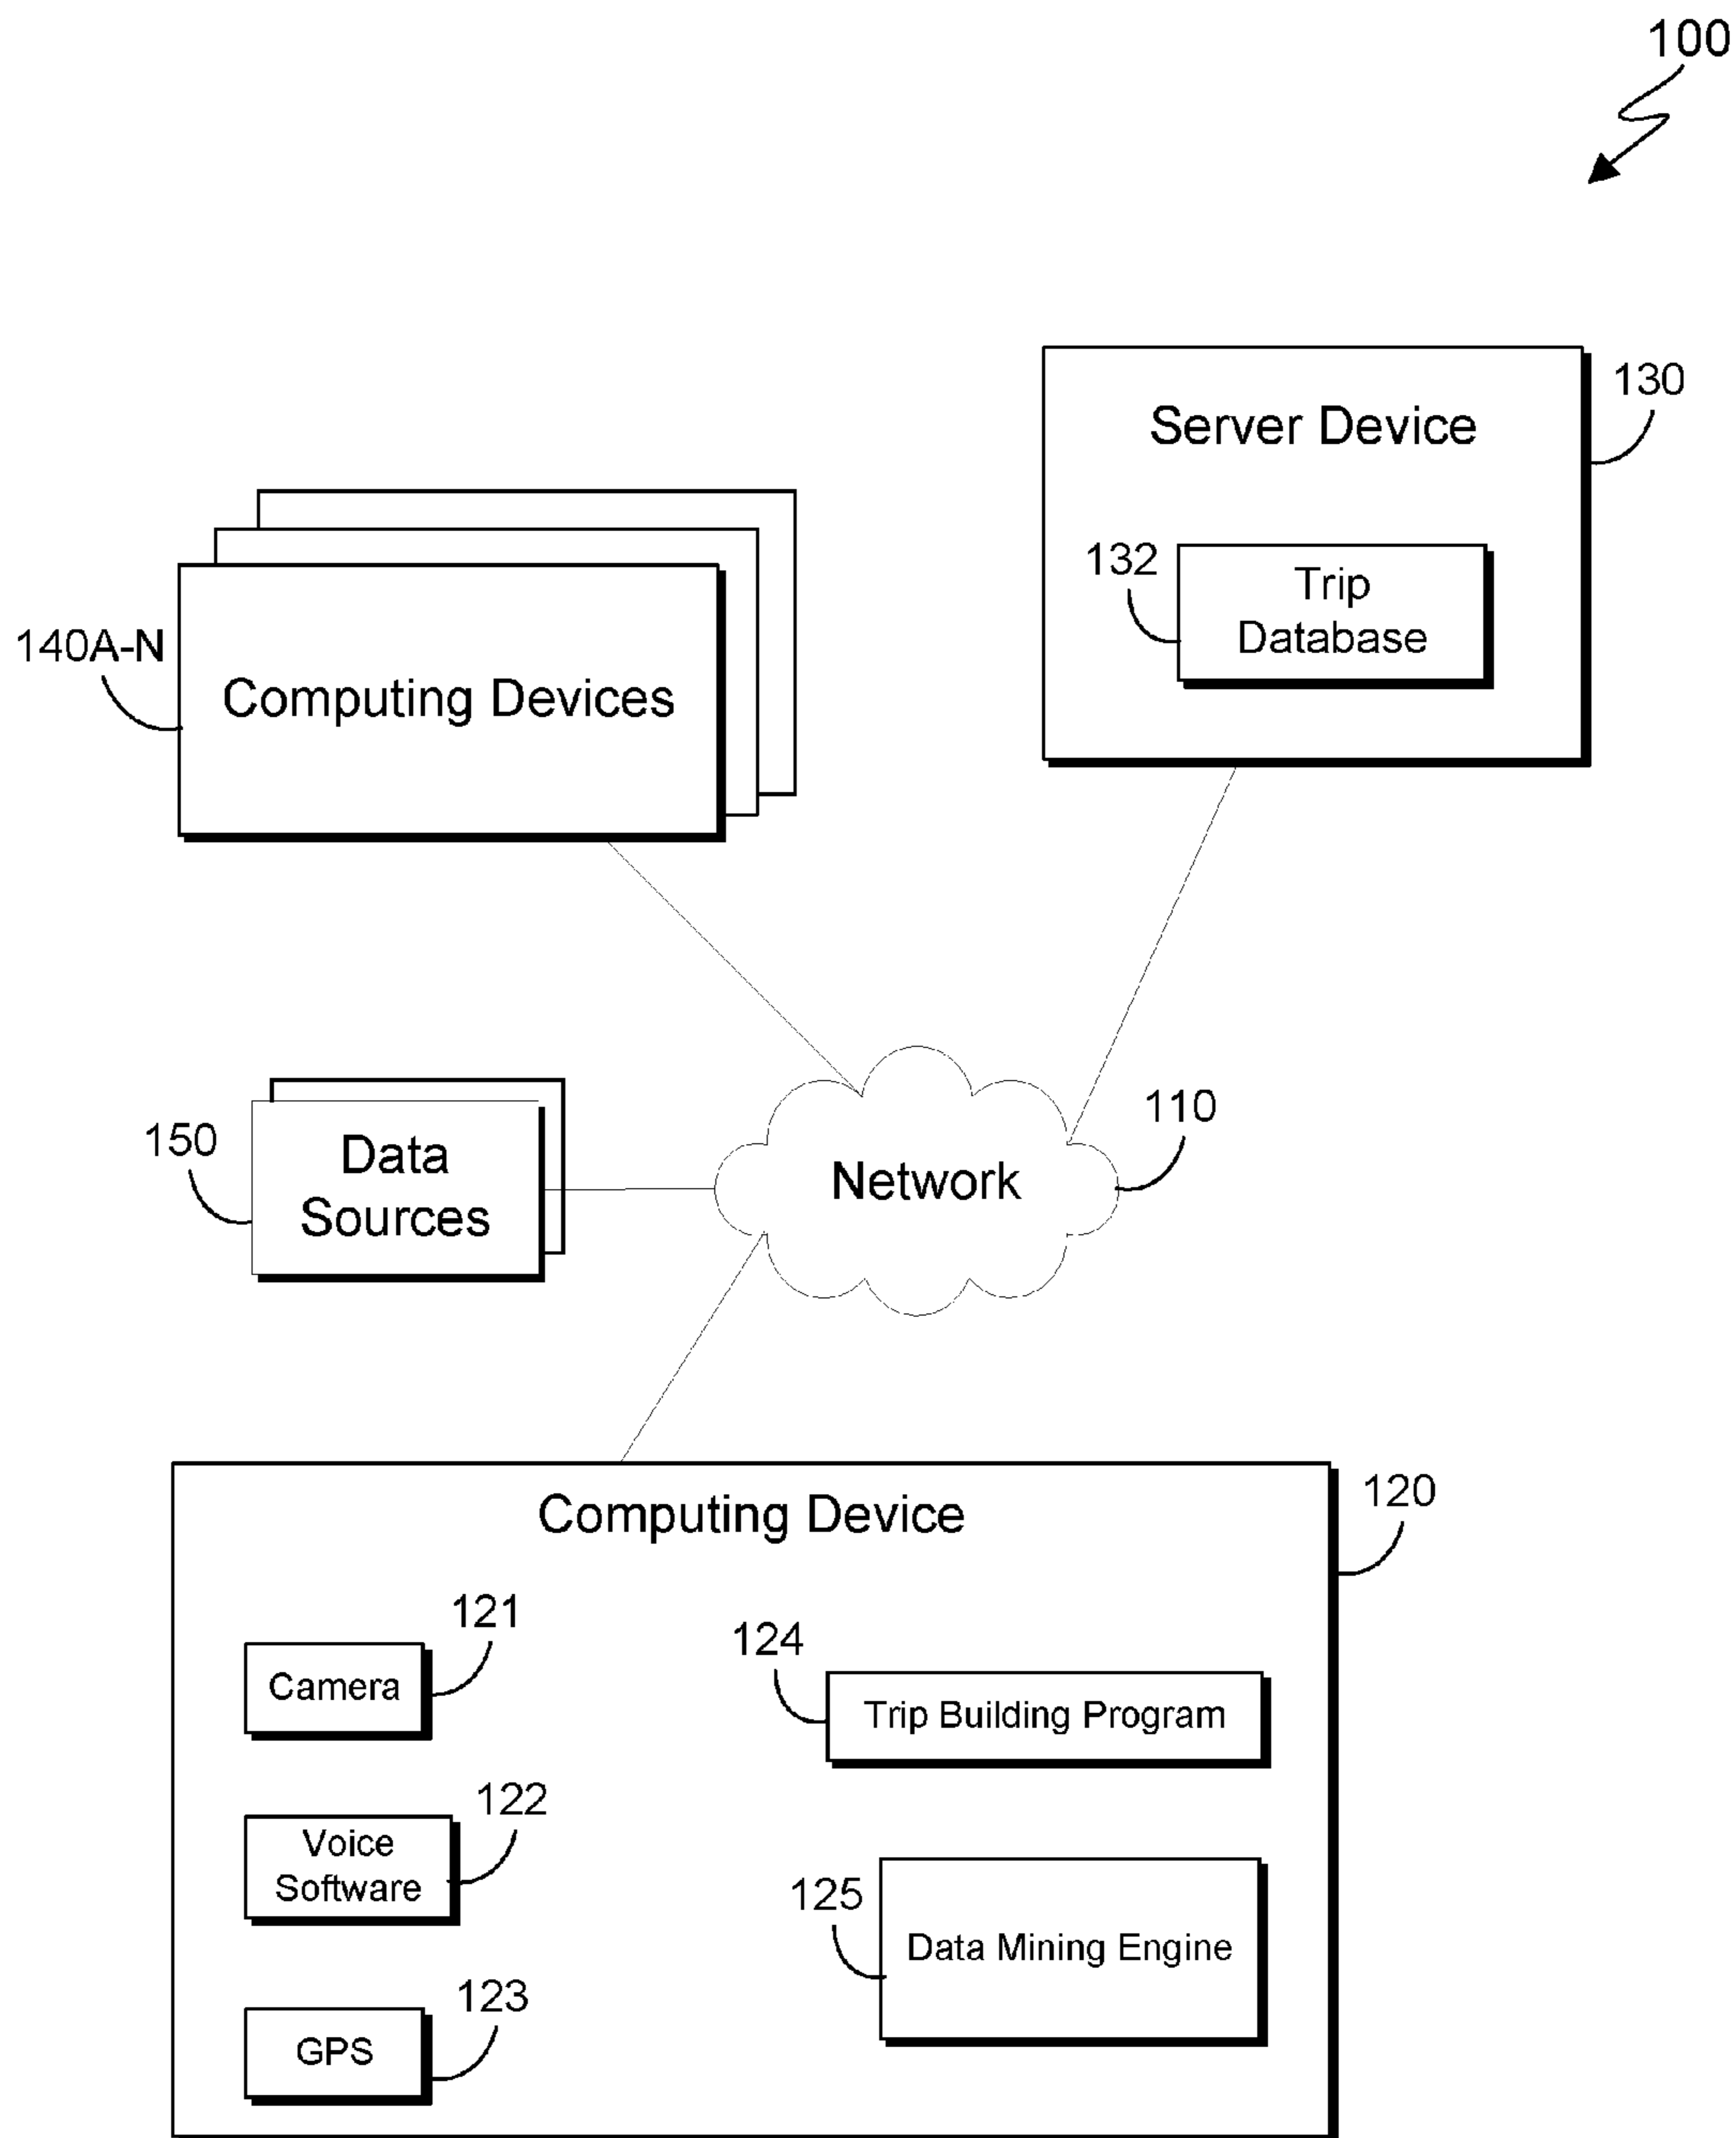 100
Server Device
130
132
Trip
Database
140A-N
Computing Devices
150
Data
Sources
Network
110
Computing Device
120
121
Camera
124
Trip Building Program
122
Voice
Software
125
Data Mining Engine
123
GPS